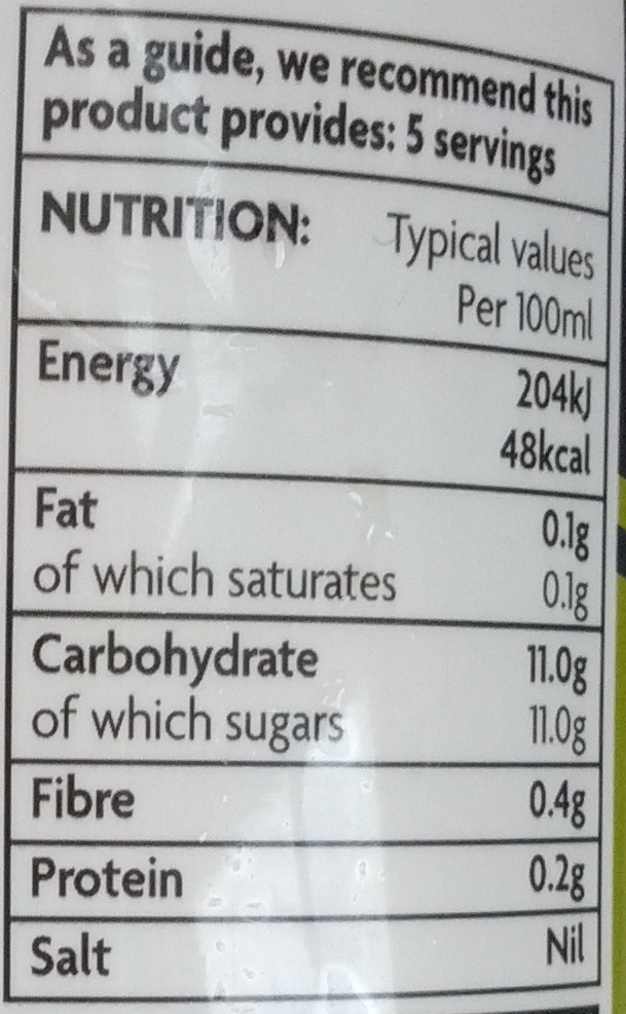 As a guide, we recommend this
product provides: 5 servings
NUTRITION: Typical values
Per 100ml
Energy 204kJ
48kcal
Fat 0.1g
of which saturates 0.1g
Carbohydrate 11.0g
of which sugars 11.0g
Fibre 0.4g
Protein 0.2g
Salt Nil